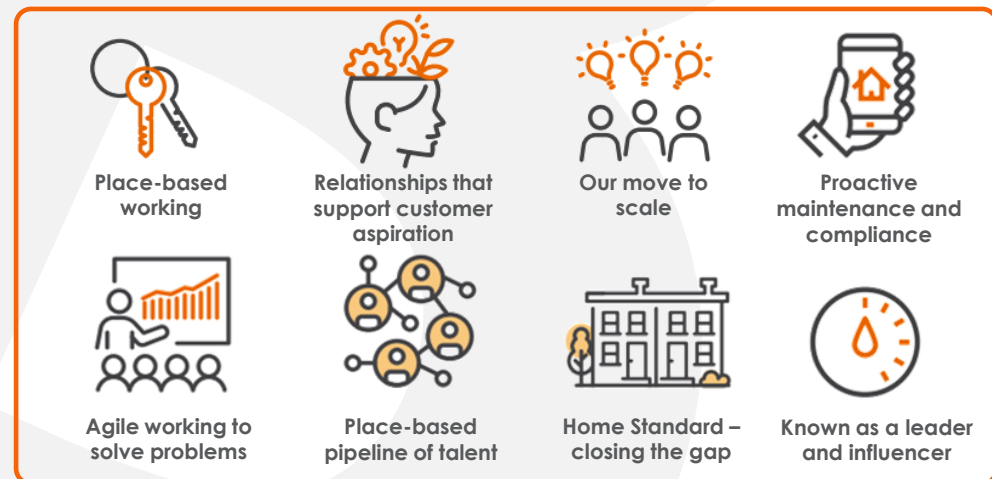 Place-based
working
Relationships that
support customer
aspiration
Our move to
scale
Proactive
maintenance and
compliance
Agile working to
solve problems
Place-based
pipeline of talent
Home Standard –
closing the gap
Known as a leader
and influencer